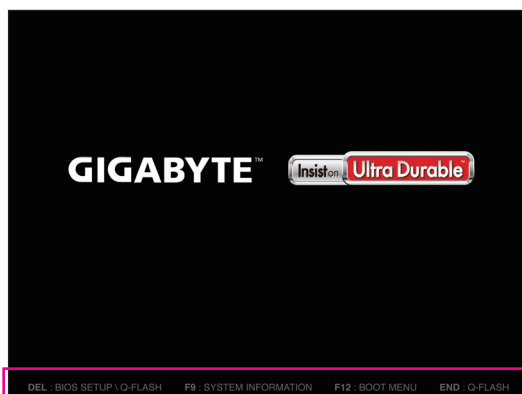 GIGABYTE™ Insist on Ultra Durable™
DEL : BIOS SETUP \ Q-FLASH F9 : SYSTEM INFORMATION F12 : BOOT MENU END : Q-FLASH